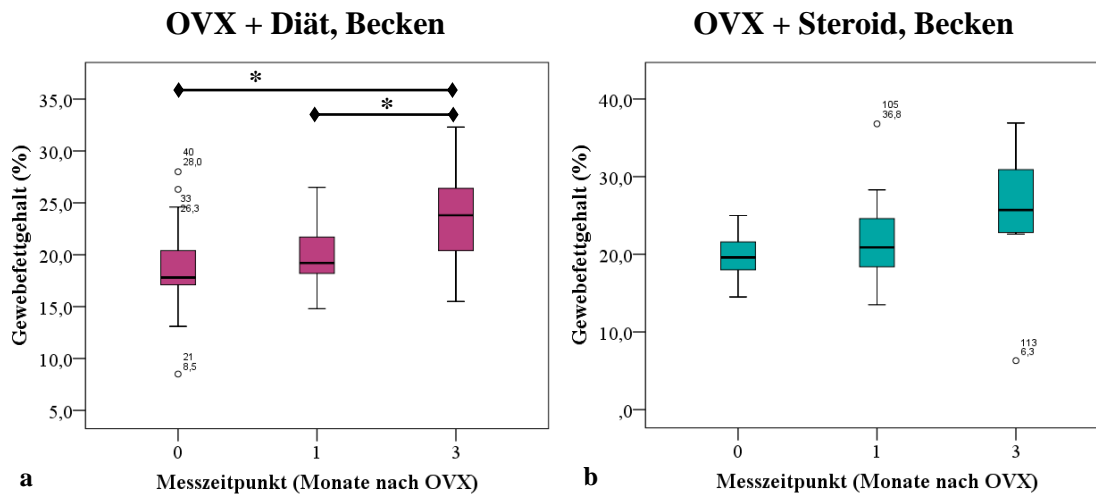 OVX + Diät, Becken
*
*
35,0
30,0
25,0
20,0
15,0
10,0
5,0
40
28,0
33
26,3
21
8,5
Gewebefettgehalt (%)
0 1 3
Messzeitpunkt (Monate nach OVX)
a
OVX + Steroid, Becken
40,0
30,0
20,0
10,0
,0
105
36,8
113
6,3
Gewebefettgehalt (%)
0 1 3
Messzeitpunkt (Monate nach OVX)
b